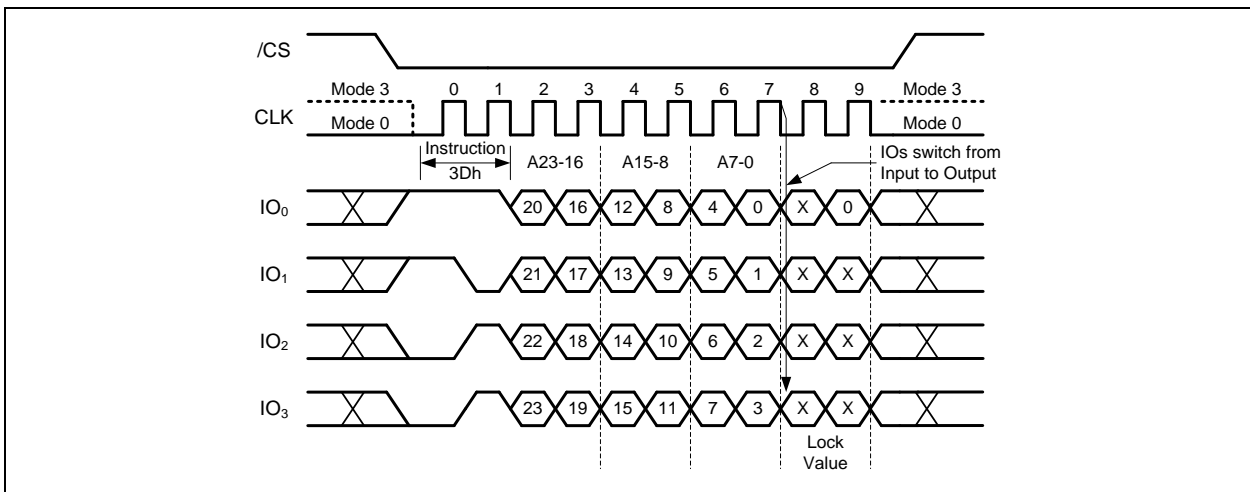 /CS
Mode 3 0 1 2 3 4 5 6 7 8 9 Mode 3
CLK
Mode 0 Mode 0
Instruction
3Dh
A23-16 A15-8 A7-0
IOs switch from
Input to Output
IO₀ 20 16 12 8 4 0 X 0
IO₁ 21 17 13 9 5 1 X X
IO₂ 22 18 14 10 6 2 X X
IO₃ 23 19 15 11 7 3 X X
Lock
Value